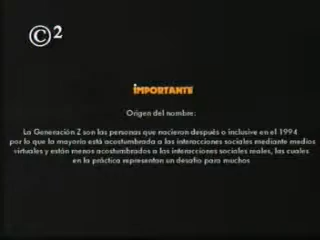 ©2
¡MPORTANTE
Origen del nombre:
La Generación Z son las personas que nacieron después o inclusive en el 1994
por lo que la mayoría está acostumbrada a las interacciones sociales mediante medios
virtuales y están menos acostumbrados a las interacciones sociales reales, las cuales
en la práctica representan un desafío para muchos